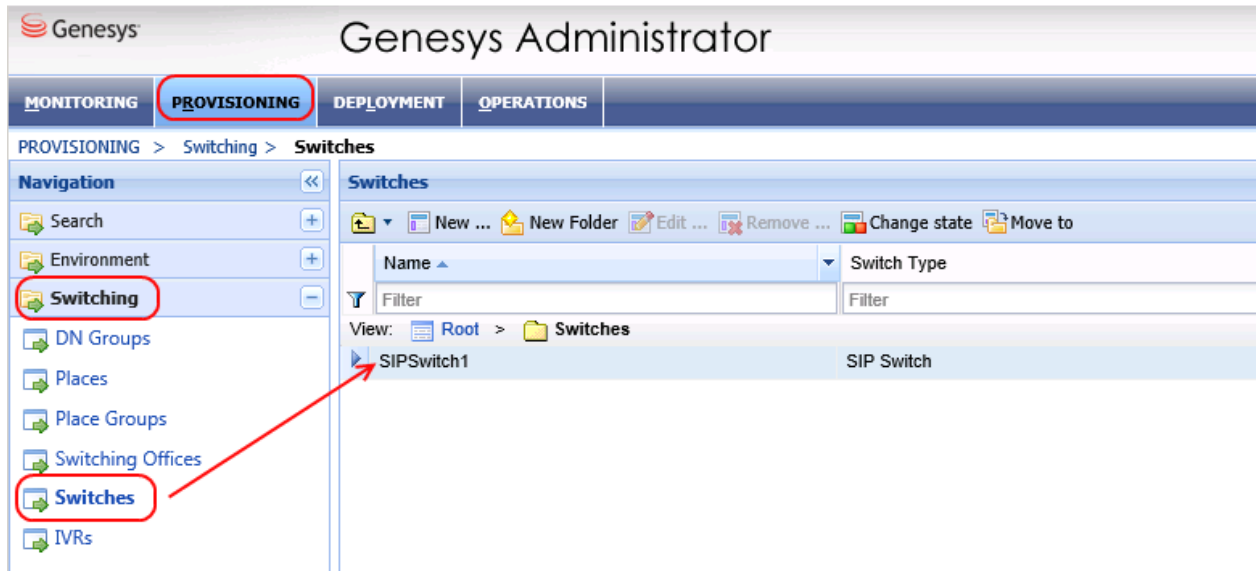 Genesys
Genesys Administrator
MONITORING PROVISIONING DEPLOYMENT OPERATIONS
PROVISIONING > Switching > Switches
Navigation
Switches
Search
New ... New Folder Edit ... Remove ... Change state Move to
Environment
Name Switch Type
Switching
Filter Filter
View: Root > Switches
DN Groups
SIPSwitch1 SIP Switch
Places
Place Groups
Switching Offices
Switches
IVRs